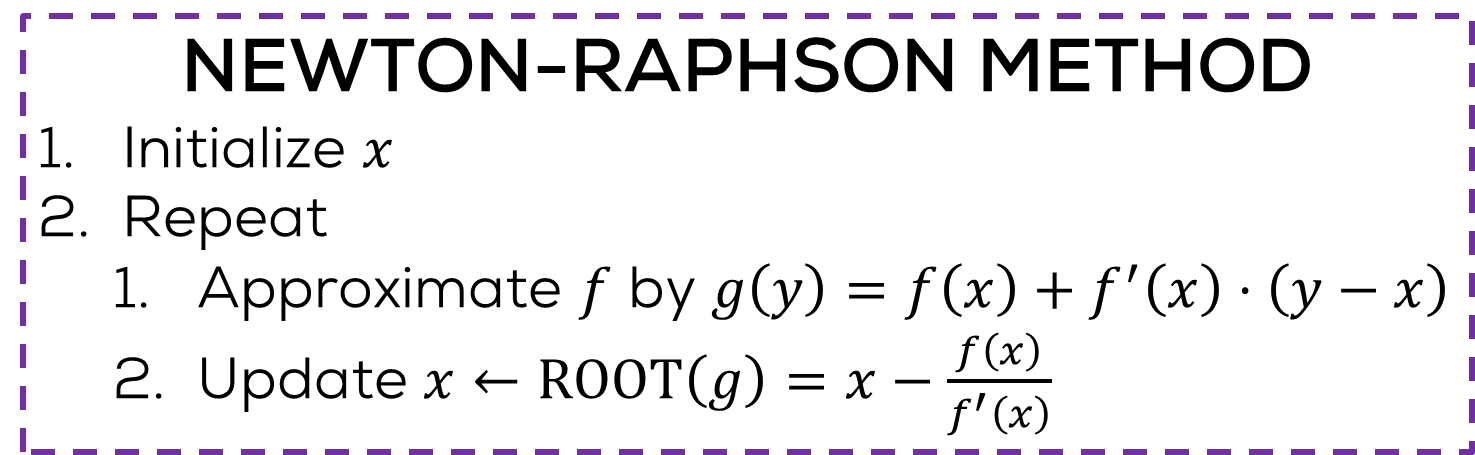 NEWTON-RAPHSON METHOD
1. Initialize x
2. Repeat
1. Approximate f by g(y) = f(x) + f′(x) · (y − x)
2. Update x ← ROOT(g) = x − f(x)/f′(x)